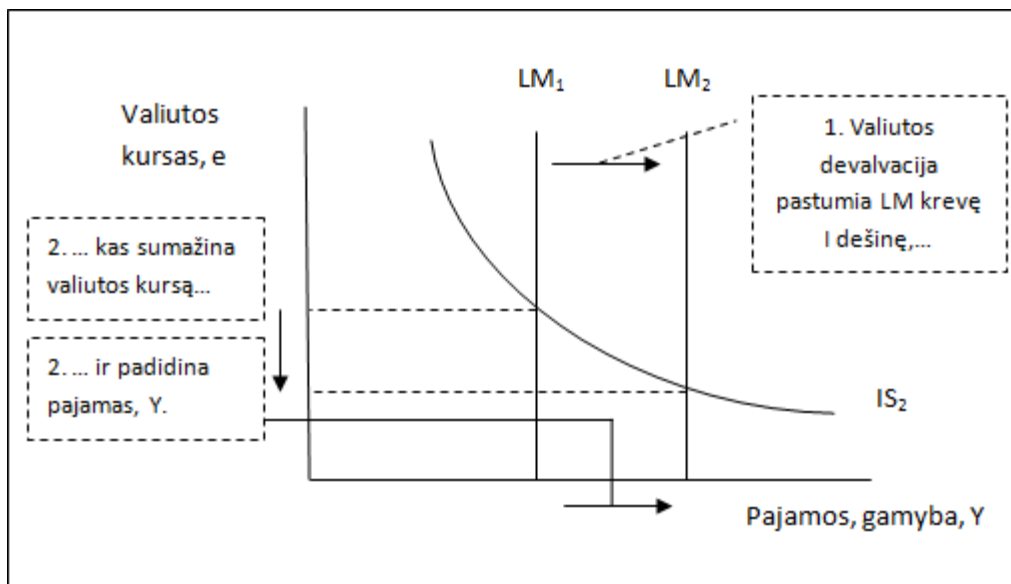 LM₁
LM₂
Valiutos
kursas, e
1. Valiutos
devalvacija
pastumia LM krevę
I dešinę,...
2. ... kas sumažina
valiutos kursą...
2. ... ir padidina
pajamas, Y.
IS₂
Pajamos, gamyba, Y